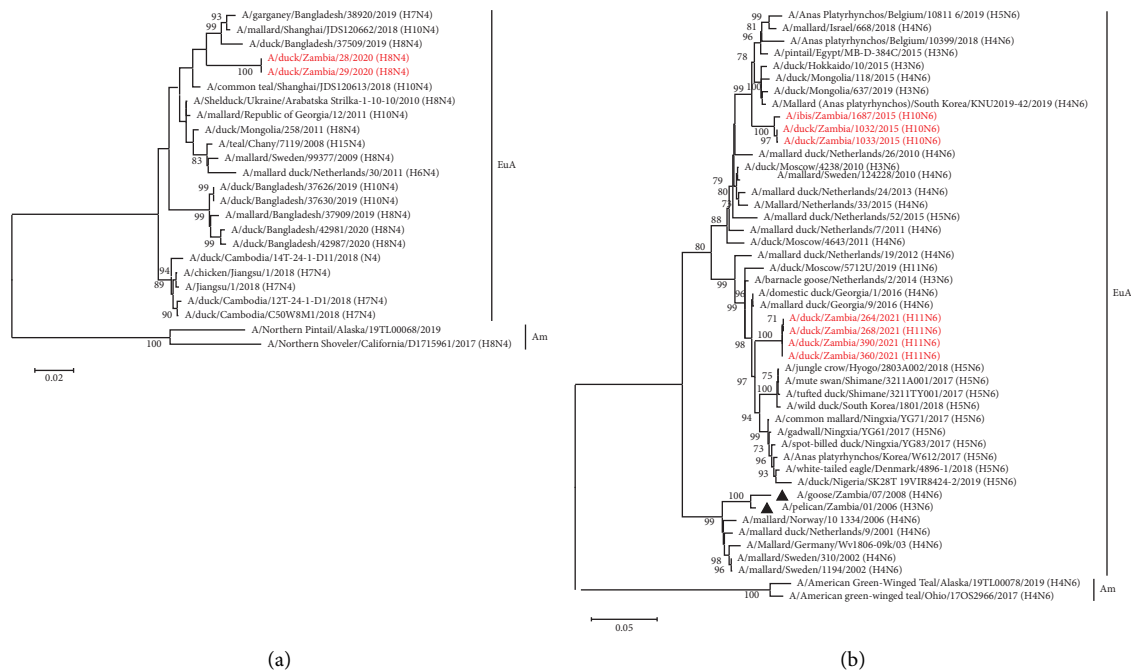 93
99
A/garganey/Bangladesh/38920/2019 (H7N4)
A/mallard/Shanghai/JDS120662/2018 (H10N4)
A/duck/Bangladesh/37509/2019 (H8N4)
A/duck/Zambia/28/2020 (H8N4)
100
A/duck/Zambia/29/2020 (H8N4)
A/common teal/Shanghai/JDS120613/2018 (H10N4)
A/Shelduck/Ukraine/Arabatska Strilka-1-10-10/2010 (H8N4)
A/mallard/Republic of Georgia/12/2011 (H10N4)
A/duck/Mongolia/258/2011 (H8N4)
A/teal/Chany/7119/2008 (H15N4)
83
A/mallard/Sweden/99377/2009 (H8N4)
A/mallard duck/Netherlands/30/2011 (H6N4)
99
A/duck/Bangladesh/37626/2019 (H10N4)
A/duck/Bangladesh/37630/2019 (H10N4)
99
A/mallard/Bangladesh/37909/2019 (H8N4)
A/duck/Bangladesh/42981/2020 (H8N4)
99
A/duck/Bangladesh/42987/2020 (H8N4)
A/duck/Cambodia/14T-24-1-D11/2018 (N4)
94
A/chicken/Jiangsu/1/2018 (H7N4)
89
A/Jiangsu/1/2018 (H7N4)
A/duck/Cambodia/12T-24-1-D1/2018 (H7N4)
90
A/duck/Cambodia/C50W8M1/2018 (H7N4)
EuA
A/Northern Pintail/Alaska/19TL00068/2019
100
A/Northern Shoveler/California/D1715961/2017 (H8N4)
Am
0.02
(a)
99
A/Anas Platyrhynchos/Belgium/10811 6/2019 (H5N6)
81
A/mallard/Israel/668/2018 (H4N6)
96
A/Anas Platyrhynchos/Belgium/10399/2018 (H4N6)
78
A/pintail/Egypt/MB-D-384C/2015 (H3N6)
A/duck/Hokkaido/10/2015 (H3N6)
A/duck/Mongolia/118/2015 (H4N6)
99
100
A/duck/Mongolia/637/2019 (H3N6)
A/Mallard (Anas platyrhynchos)/South Korea/KNU2019-42/2019 (H4N6)
A/ibis/Zambia/1687/2015 (H10N6)
100
A/duck/Zambia/1032/2015 (H10N6)
97
A/duck/Zambia/1033/2015 (H10N6)
A/mallard duck/Netherlands/26/2010 (H4N6)
A/duck/Moscow/4238/2010 (H3N6)
A/mallard/Sweden/124228/2010 (H4N6)
79
80
A/mallard duck/Netherlands/24/2013 (H4N6)
73
A/Mallard/Netherlands/33/2015 (H4N6)
A/mallard duck/Netherlands/52/2015 (H5N6)
88
A/mallard duck/Netherlands/7/2011 (H4N6)
A/duck/Moscow/4643/2011 (H4N6)
80
A/mallard duck/Netherlands/19/2012 (H4N6)
A/duck/Moscow/5712U/2019 (H11N6)
99
A/barnacle goose/Netherlands/2/2014 (H3N6)
96
A/domestic duck/Georgia/1/2016 (H4N6)
99
A/mallard duck/Georgia/9/2016 (H4N6)
71
A/duck/Zambia/264/2021 (H11N6)
A/duck/Zambia/268/2021 (H11N6)
100
98
A/duck/Zambia/390/2021 (H11N6)
A/duck/Zambia/360/2021 (H11N6)
A/jungle crow/Hyogo/2803A002/2018 (H5N6)
75
97
A/mute swan/Shimane/3211A001/2017 (H5N6)
100
A/tufted duck/Shimane/3211TY001/2017 (H5N6)
A/wild duck/South Korea/1801/2018 (H5N6)
94
A/common mallard/Ningxia/YG71/2017 (H5N6)
99
A/gadwall/Ningxia/YG61/2017 (H5N6)
73
A/spot-billed duck/Ningxia/YG83/2017 (H5N6)
96
A/Anas platyrhynchos/Korea/W612/2017 (H5N6)
93
A/white-tailed eagle/Denmark/4896-1/2018 (H5N6)
A/duck/Nigeria/SK28T 19VIR8424-2/2019 (H5N6)
100
A/goose/Zambia/07/2008 (H4N6)
A/pelican/Zambia/01/2006 (H3N6)
99
A/mallard/Norway/10 1334/2006 (H4N6)
A/mallard duck/Netherlands/9/2001 (H4N6)
A/Mallard/Germany/Wv1806-09k/03 (H4N6)
98
A/mallard/Sweden/310/2002 (H4N6)
96
A/mallard/Sweden/1194/2002 (H4N6)
EuA
A/American Green-Winged Teal/Alaska/19TL00078/2019 (H4N6)
100
A/American green-winged teal/Ohio/17OS2966/2017 (H4N6)
Am
0.05
(b)